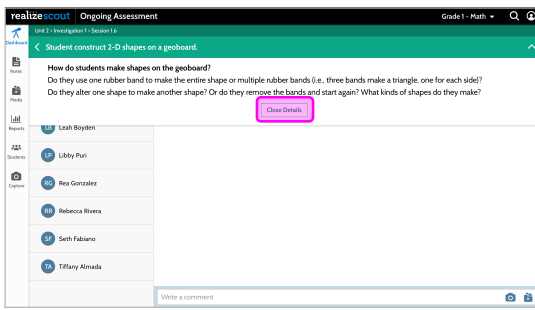 realizescout Ongoing Assessment Grade 1 - Math
Unit 2 › Investigation 1 › Session 1.6
Dashboard
Student construct 2-D shapes on a geoboard.
Notes
How do students make shapes on the geoboard?
Do they use one rubber band to make the entire shape or multiple rubber bands (i.e., three bands make a triangle, one for each side)?
Do they alter one shape to make another shape? Or do they remove the bands and start again? What kinds of shapes do they make?
Media
Close Details
Reports
LB Leah Boyden
Students
LP Libby Puri
Capture
RG Rea Gonzalez
RR Rebecca Rivera
SF Seth Fabiano
TA Tiffany Almada
Write a comment